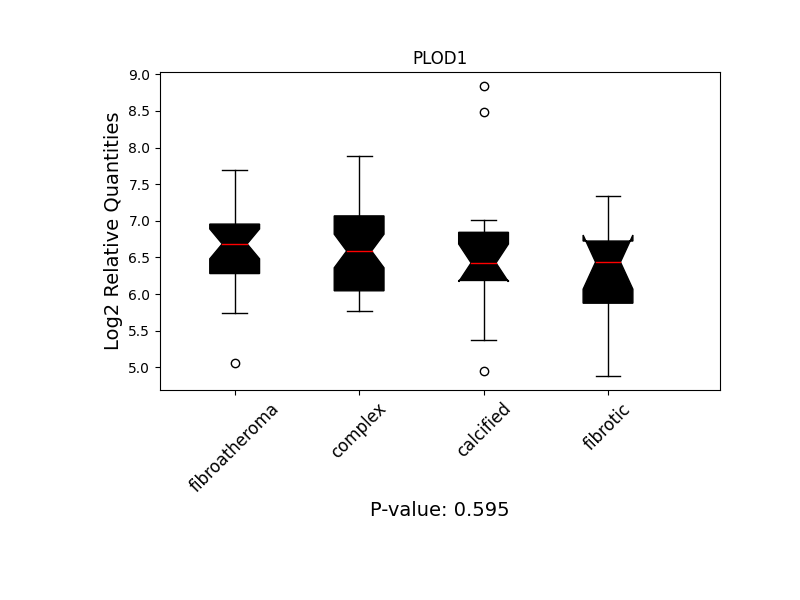 PLOD1
Log2 Relative Quantities
9.0
8.5
8.0
7.5
7.0
6.5
6.0
5.5
5.0
fibroatheroma
complex
calcified
fibrotic
P-value: 0.595